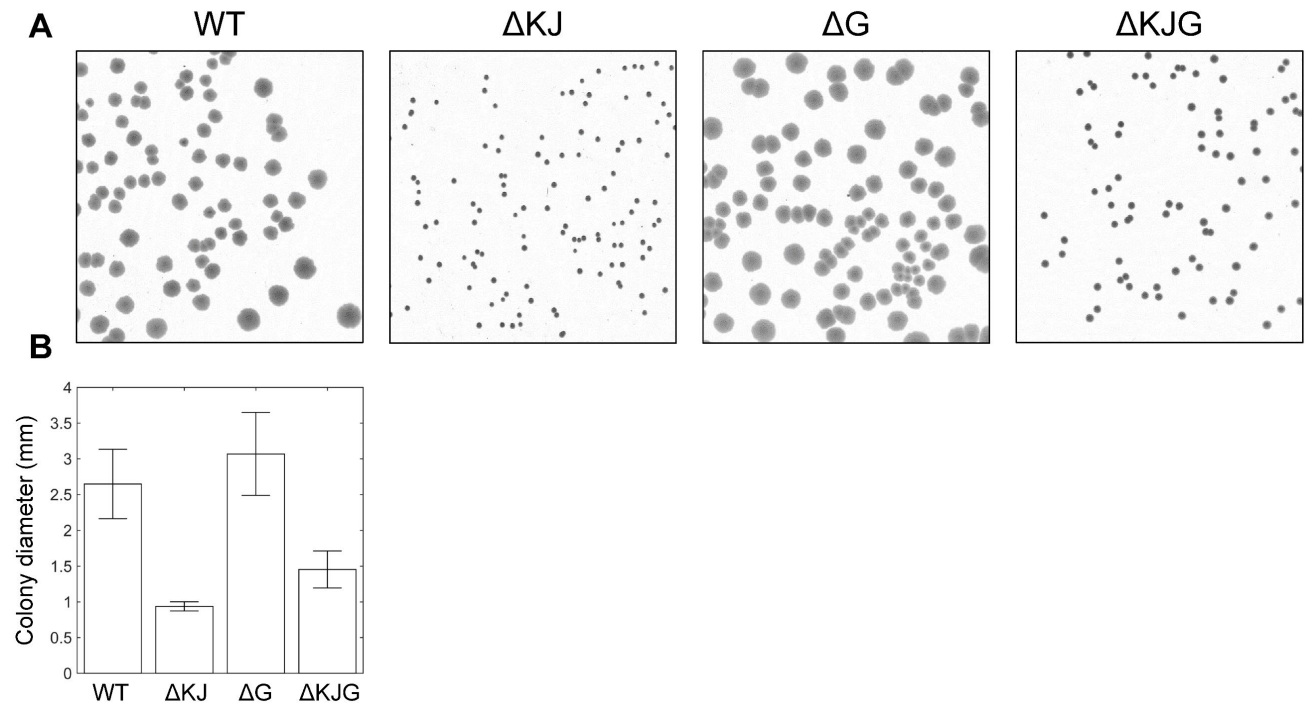 A
WT
ΔKJ
ΔG
ΔKJG
B
Colony diameter (mm)
4
3.5
3
2.5
2
1.5
1
0.5
0
WT
ΔKJ
ΔG
ΔKJG